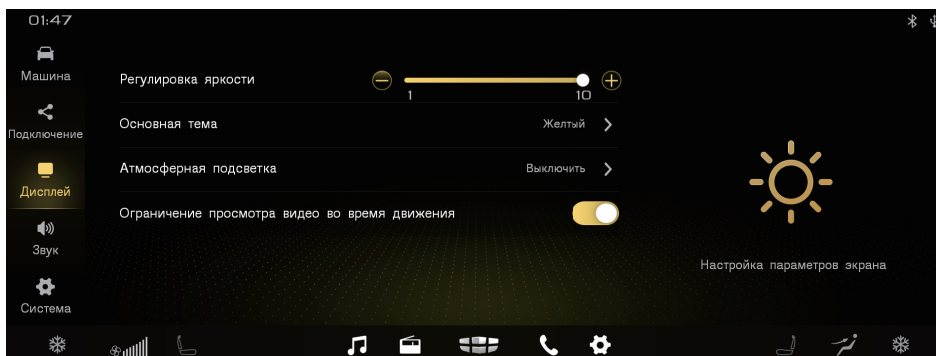 01:47
Машина
Регулировка яркости
1 10
Основная тема Желтый
Подключение
Атмосферная подсветка Выключить
Дисплей
Ограничение просмотра видео во время движения
Звук
Настройка параметров экрана
Система